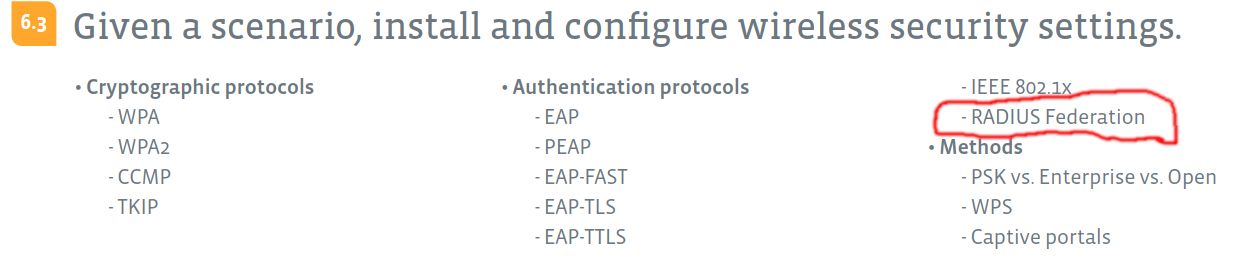 6.3 Given a scenario, install and configure wireless security settings.
• Cryptographic protocols
- WPA
- WPA2
- CCMP
- TKIP
• Authentication protocols
- EAP
- PEAP
- EAP-FAST
- EAP-TLS
- EAP-TTLS
- IEEE 802.1x
- RADIUS Federation
• Methods
- PSK vs. Enterprise vs. Open
- WPS
- Captive portals